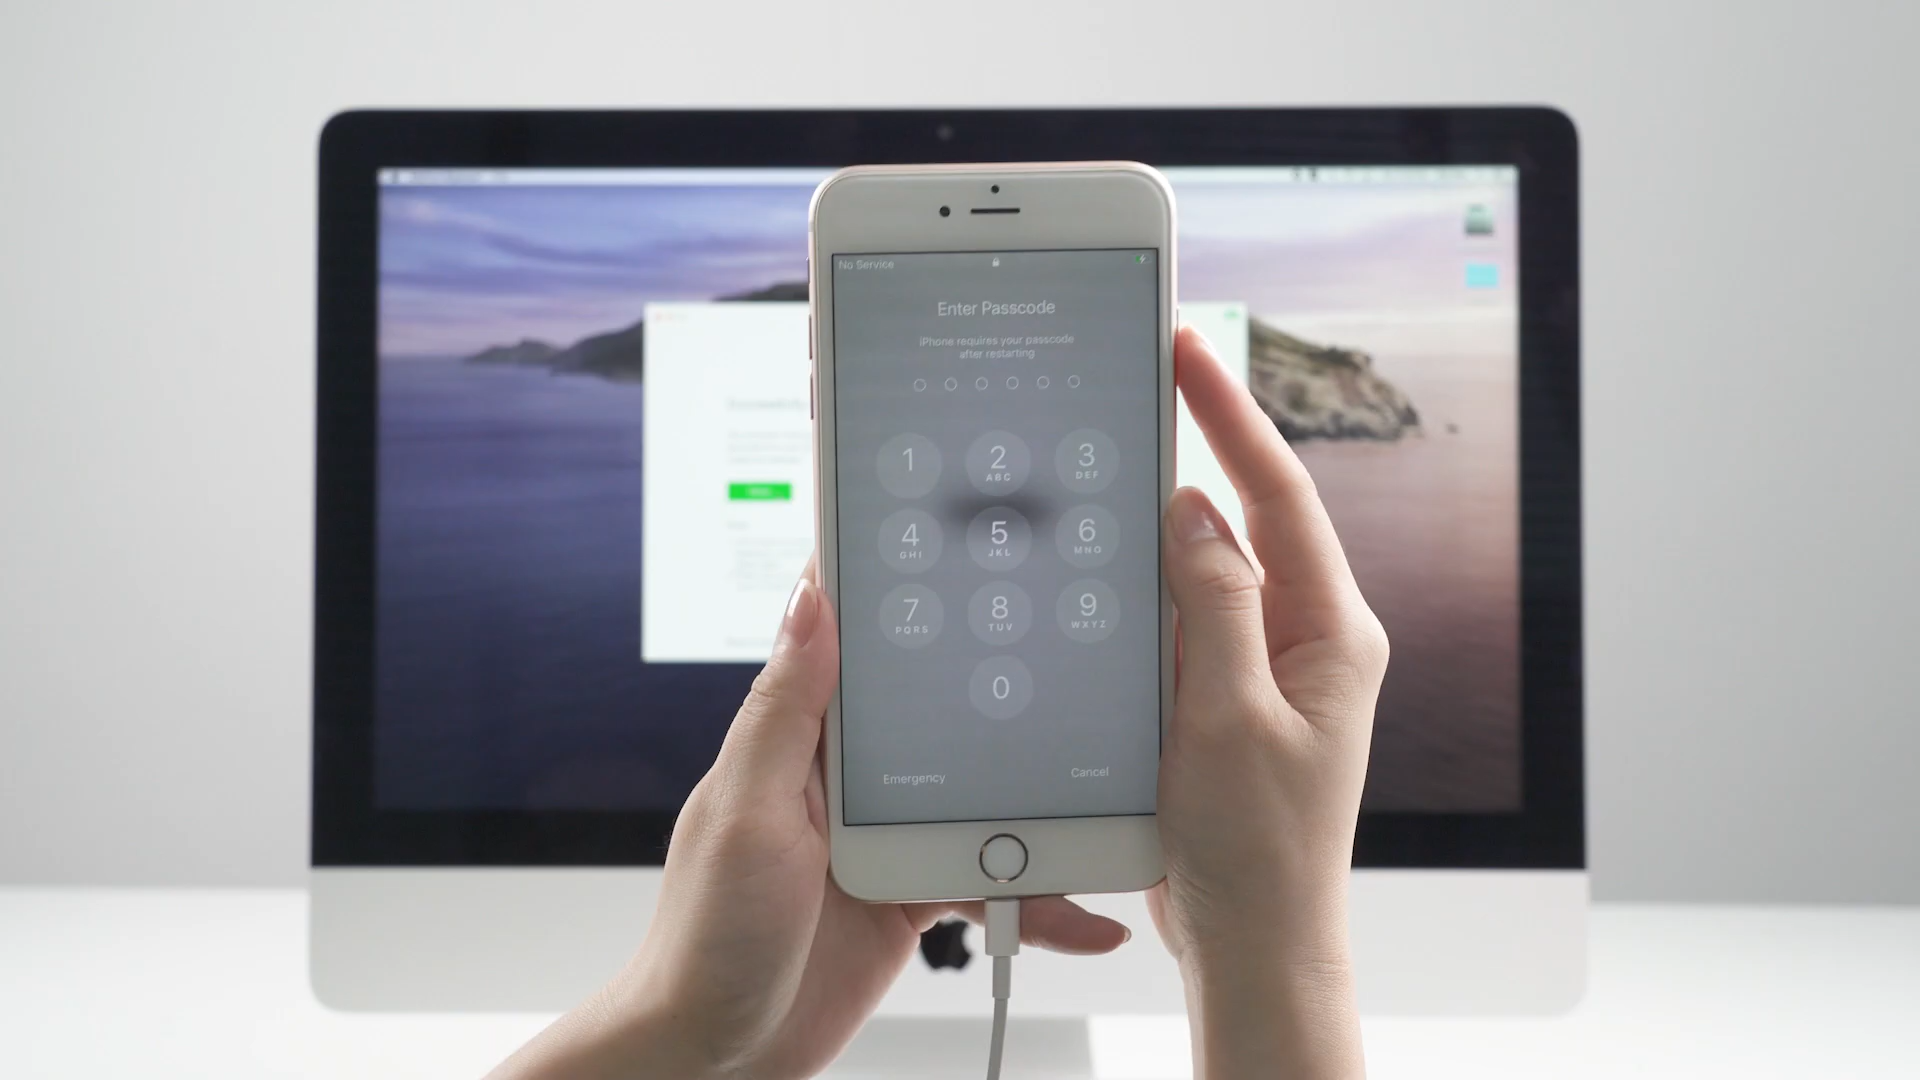 No Service
Enter Passcode
iPhone requires your passcode
after restarting
1
2
ABC
3
DEF
4
GHI
5
JKL
6
MNO
7
PQRS
8
TUV
9
WXYZ
0
Emergency
Cancel